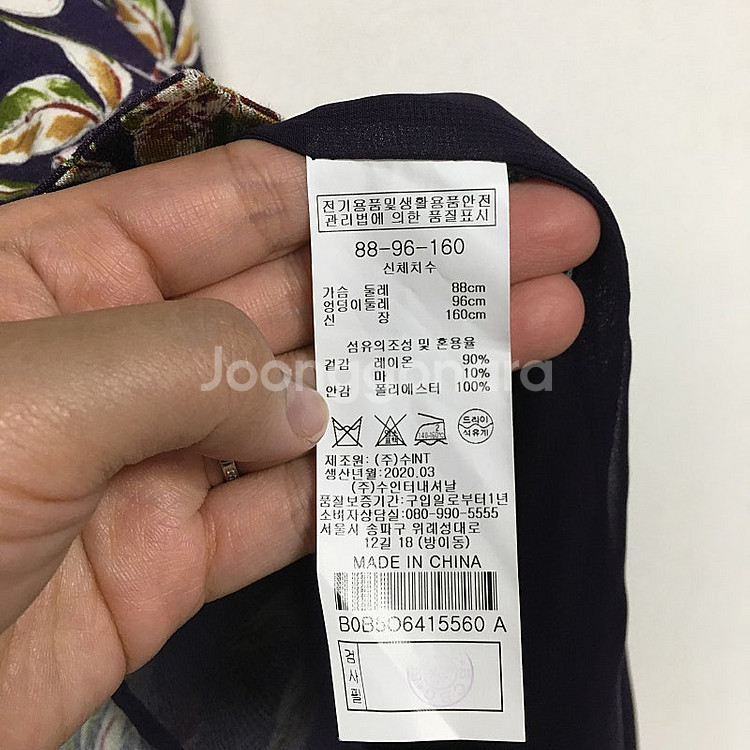 전기용품및생활용품안전
관리법에 의한 품질표시
88-96-160
신체치수
가슴 둘레 88cm
엉덩이둘레 96cm
신 장 160cm
섬유의조성 및 혼용율
겉감 레이온 90%
마 10%
안감 폴리에스터 100%
Joonggonara
2
140-160℃
드라이
석유계
제조원: (주)수INT
생산년월:2020.03
(주)수인터내셔날
품질보증기간:구입일로부터1년
소비자상담실:080-990-5555
서울시 송파구 위례성대로
12길 18 (방이동)
MADE IN CHINA
B0B5O6415560 A
검사필